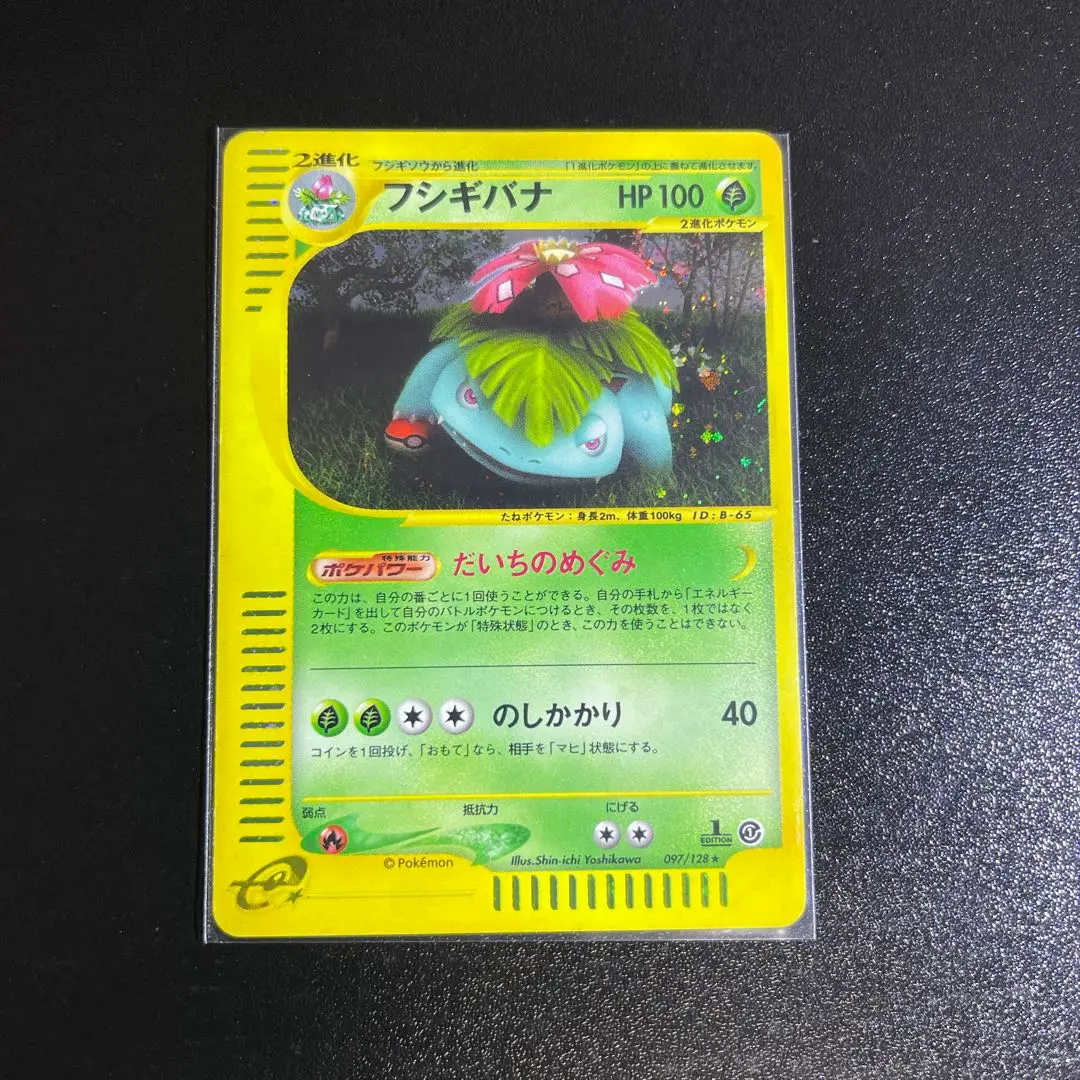 2進化
フシギソウから進化
「1進化ポケモン」の上に重ねて進化させます。
フシギバナ
HP 100
2進化ポケモン
たねポケモン：身長2m、体重100kg ID：B-65
特殊能力
ポケパワー
だいちのめぐみ
この力は、自分の番ごとに1回使うことができる。自分の手札から「エネルギー
カード」を出して自分のバトルポケモンにつけるとき、その枚数を、1枚ではなく
2枚にする。このポケモンが「特殊状態」のとき、この力を使うことはできない。
のしかかり 40
コインを1回投げ、「おもて」なら、相手を「マヒ」状態にする。
弱点 抵抗力 にげる
1
EDITION
© Pokémon
Illus.Shin-ichi Yoshikawa
097/128 ★
e